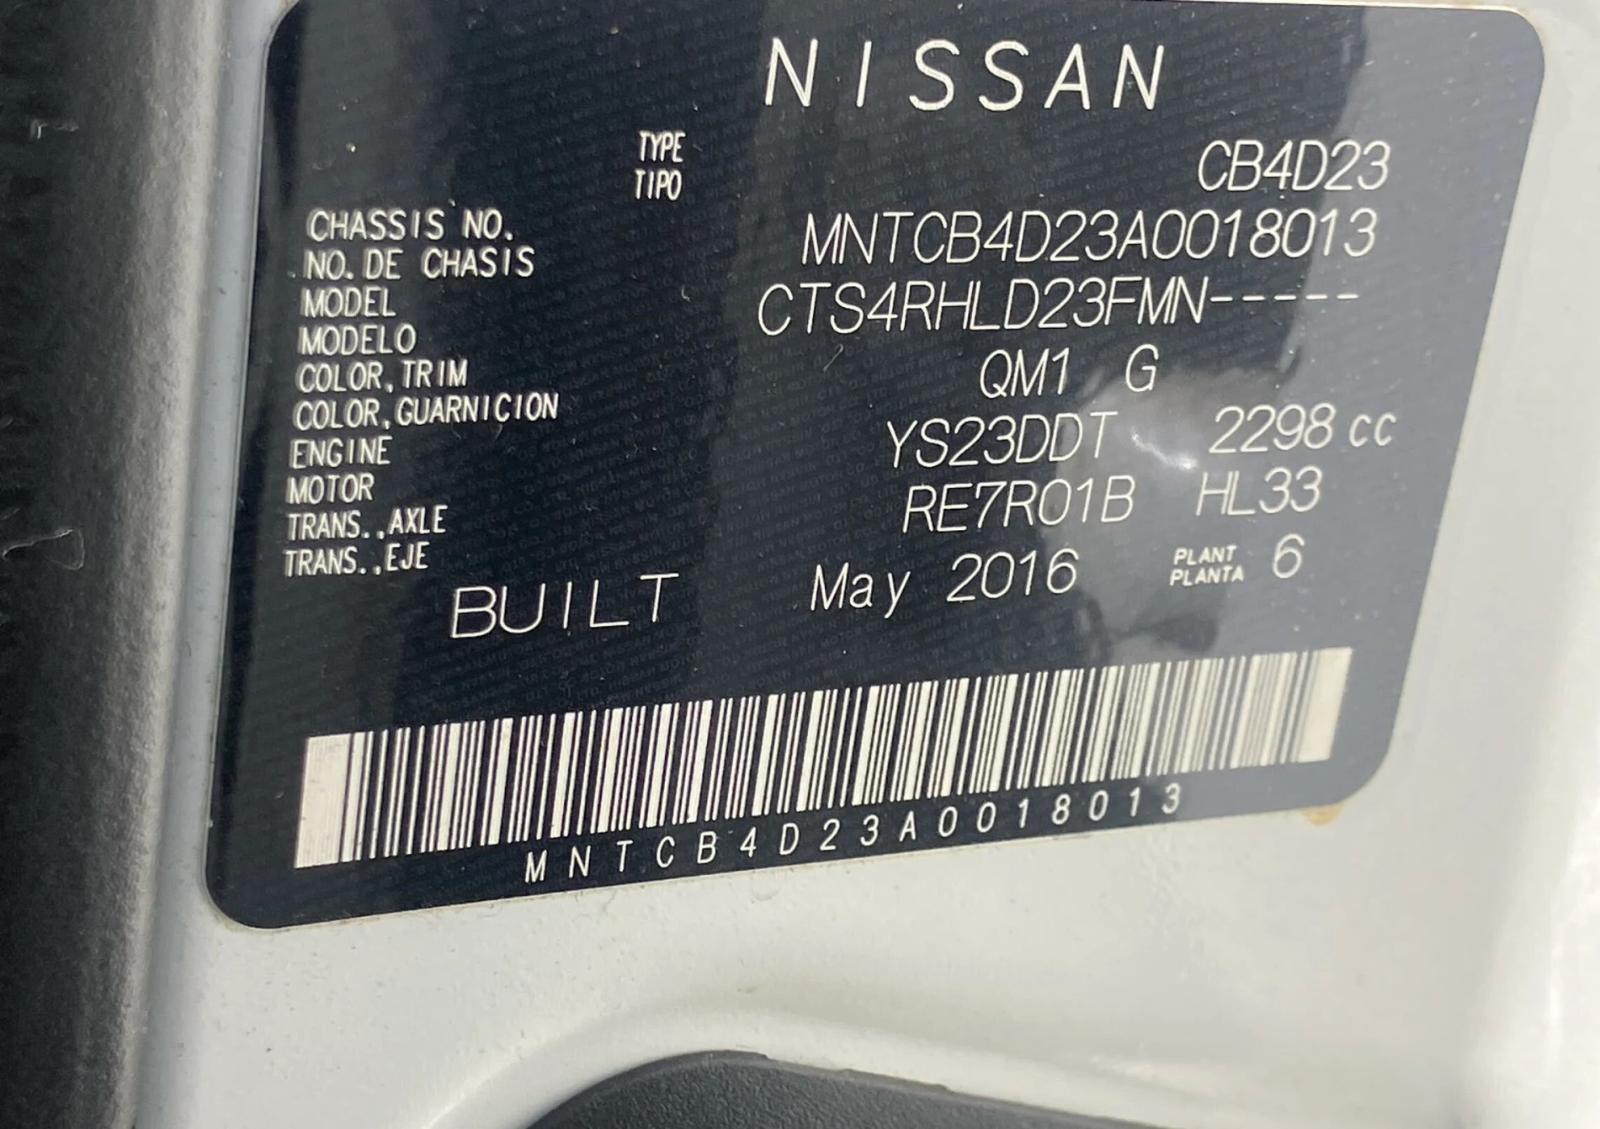 NISSAN
TYPE CB4D23
TIPO
CHASSIS NO. MNTCB4D23A0018013
NO. DE CHASIS
MODEL CTS4RHLD23FMN-----
MODELO
COLOR, TRIM QM1 G
COLOR, GUARNICION
ENGINE YS23DDT 2298 cc
MOTOR
TRANS., AXLE RE7R01B HL33
TRANS., EJE
BUILT May 2016 PLANT 6
PLANTA
MNTCB4D23A0018013